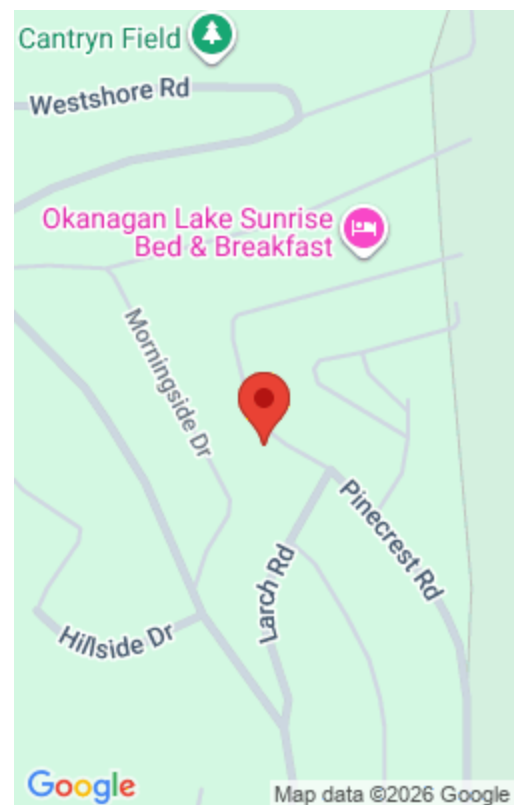 Cantryn Field
Westshore Rd
Okanagan Lake Sunrise
Bed & Breakfast
Morningside Dr
Pinecrest Rd
Larch Rd
Hillside Dr
Google
Map data ©2026 Google